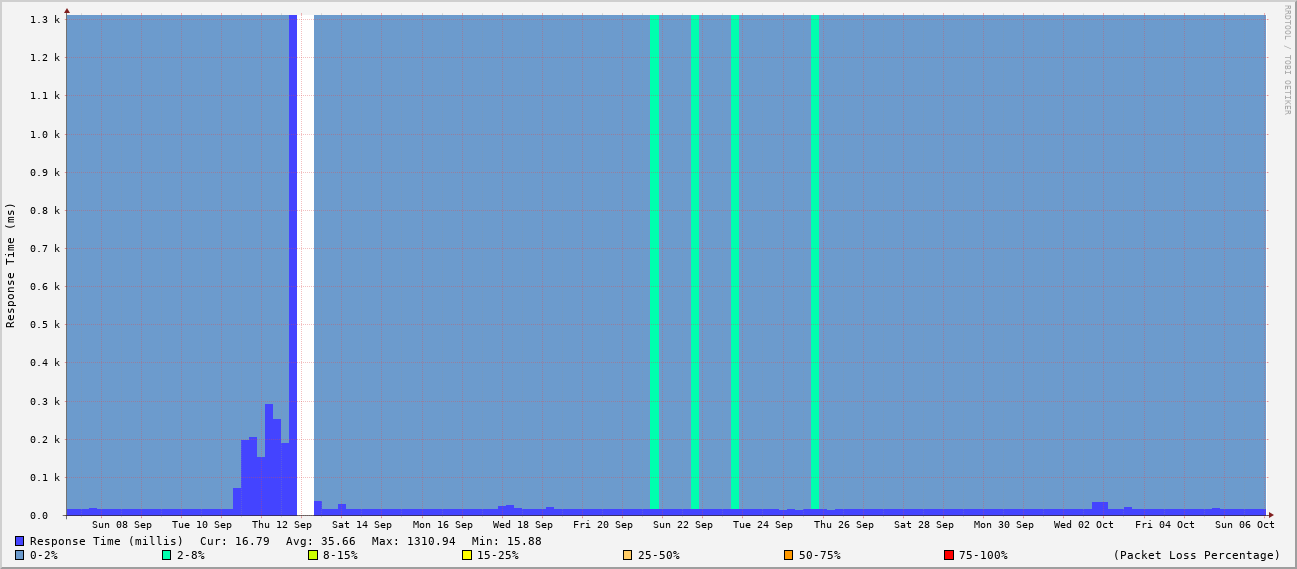 RRDTOOL / TOBI OETIKER
Response Time (ms)
1.3 k
1.2 k
1.1 k
1.0 k
0.9 k
0.8 k
0.7 k
0.6 k
0.5 k
0.4 k
0.3 k
0.2 k
0.1 k
0.0
Sun 08 Sep Tue 10 Sep Thu 12 Sep Sat 14 Sep Mon 16 Sep Wed 18 Sep Fri 20 Sep Sun 22 Sep Tue 24 Sep Thu 26 Sep Sat 28 Sep Mon 30 Sep Wed 02 Oct Fri 04 Oct Sun 06 Oct
Response Time (millis) Cur: 16.79 Avg: 35.66 Max: 1310.94 Min: 15.88
0-2% 2-8% 8-15% 15-25% 25-50% 50-75% 75-100% (Packet Loss Percentage)